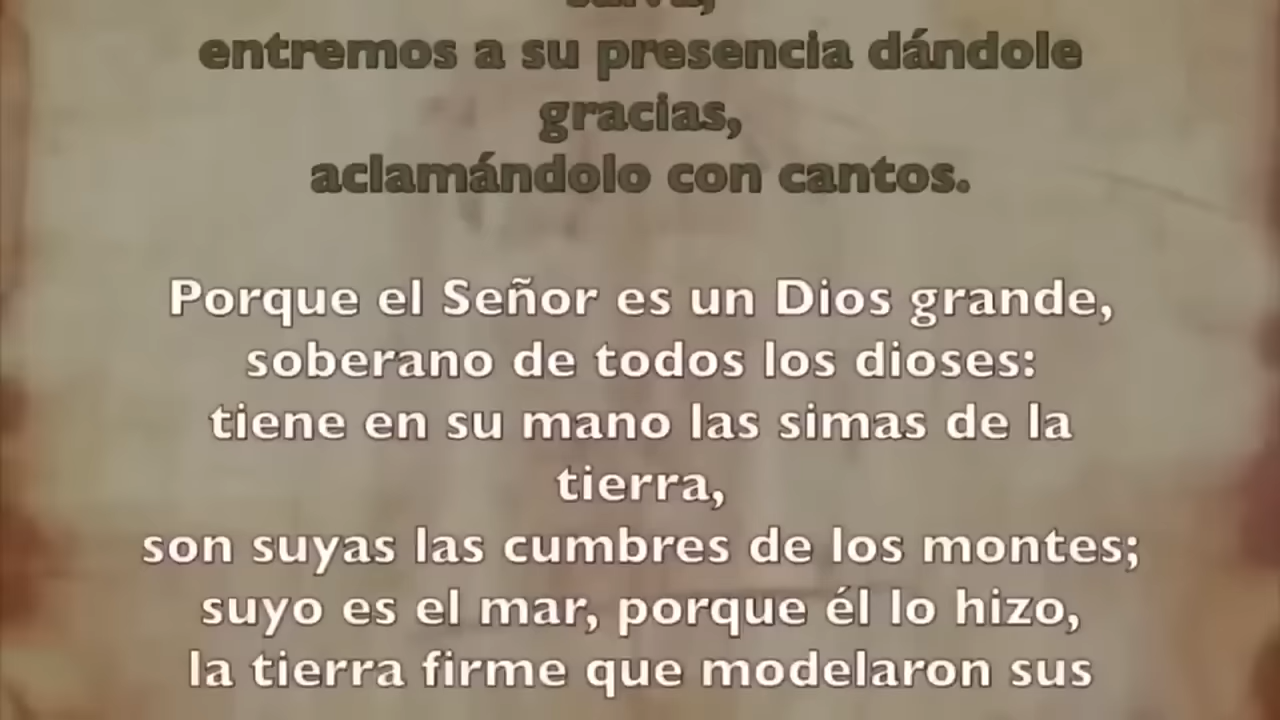 entremos a su presencia dándole
gracias,
aclamándolo con cantos.
Porque el Señor es un Dios grande,
soberano de todos los dioses:
tiene en su mano las simas de la
tierra,
son suyas las cumbres de los montes;
suyo es el mar, porque él lo hizo,
la tierra firme que modelaron sus